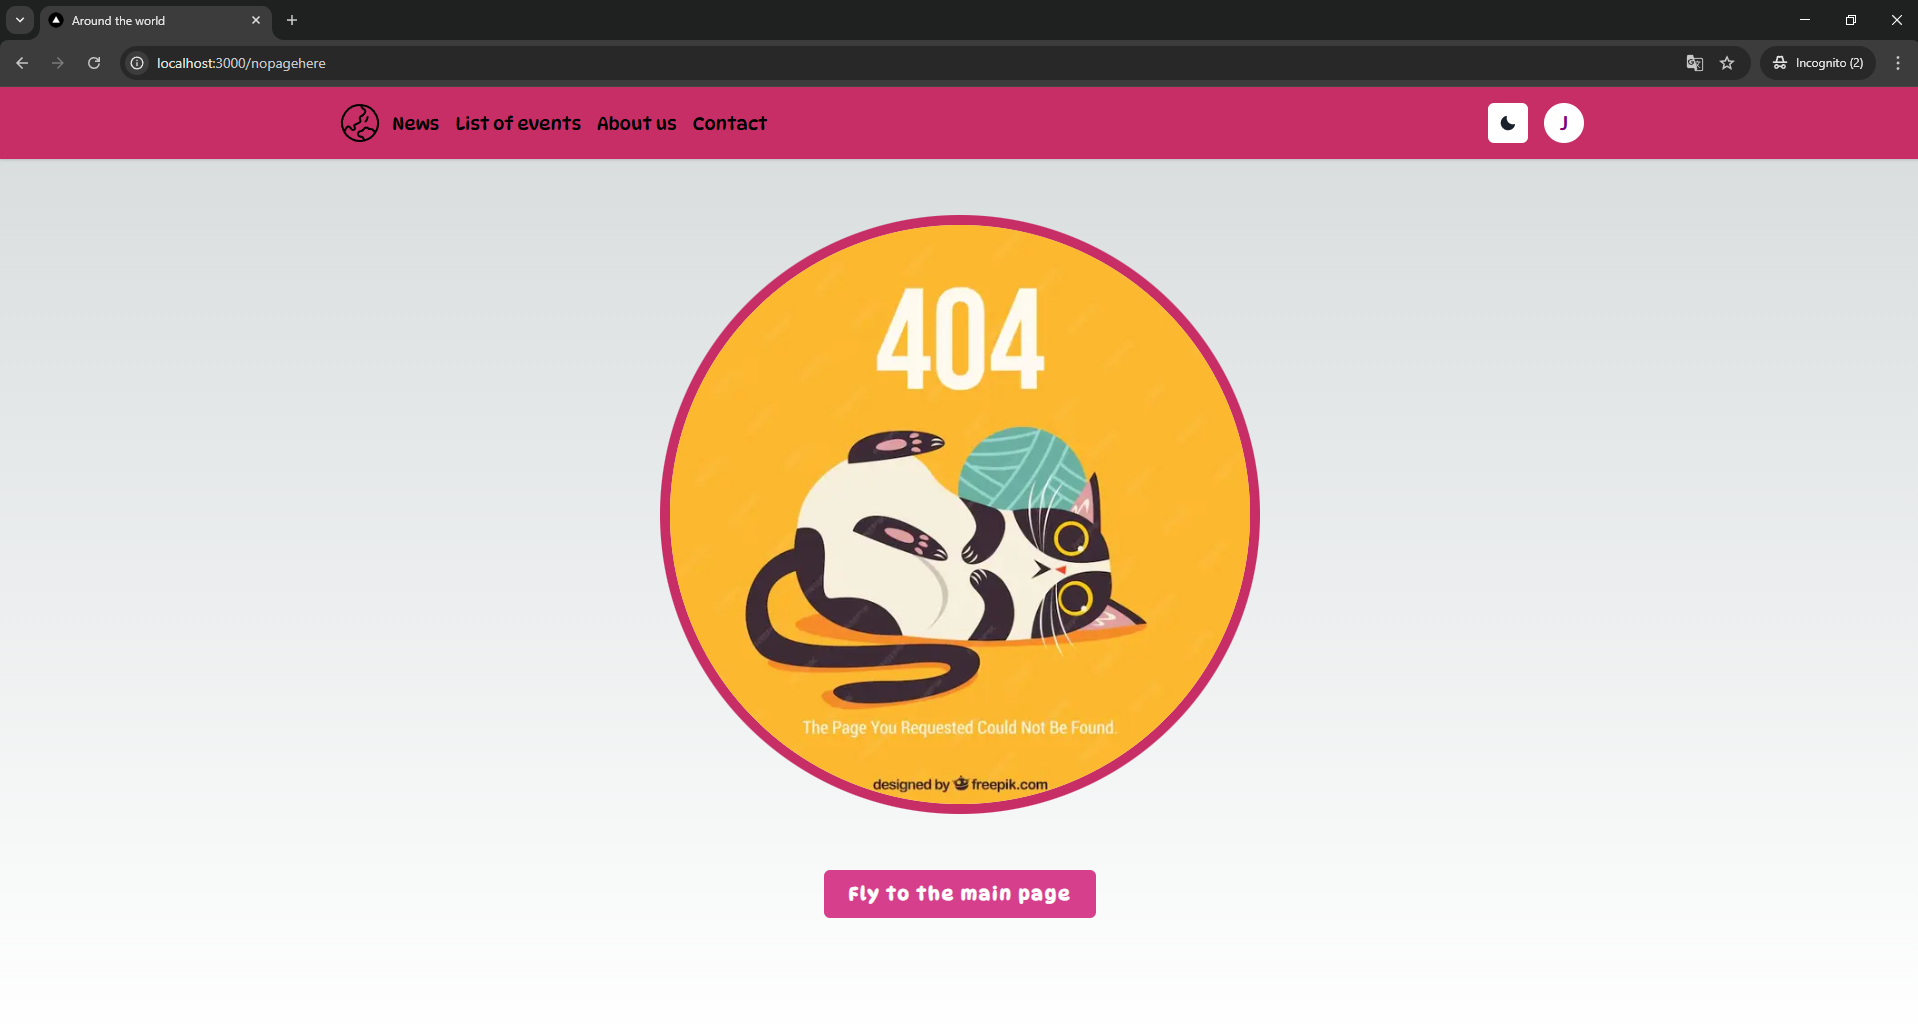 Around the world
localhost:3000/nopagehere
Incognito (2)
News List of events About us Contact
J
404
The Page You Requested Could Not Be Found.
designed by freepik.com
Fly to the main page